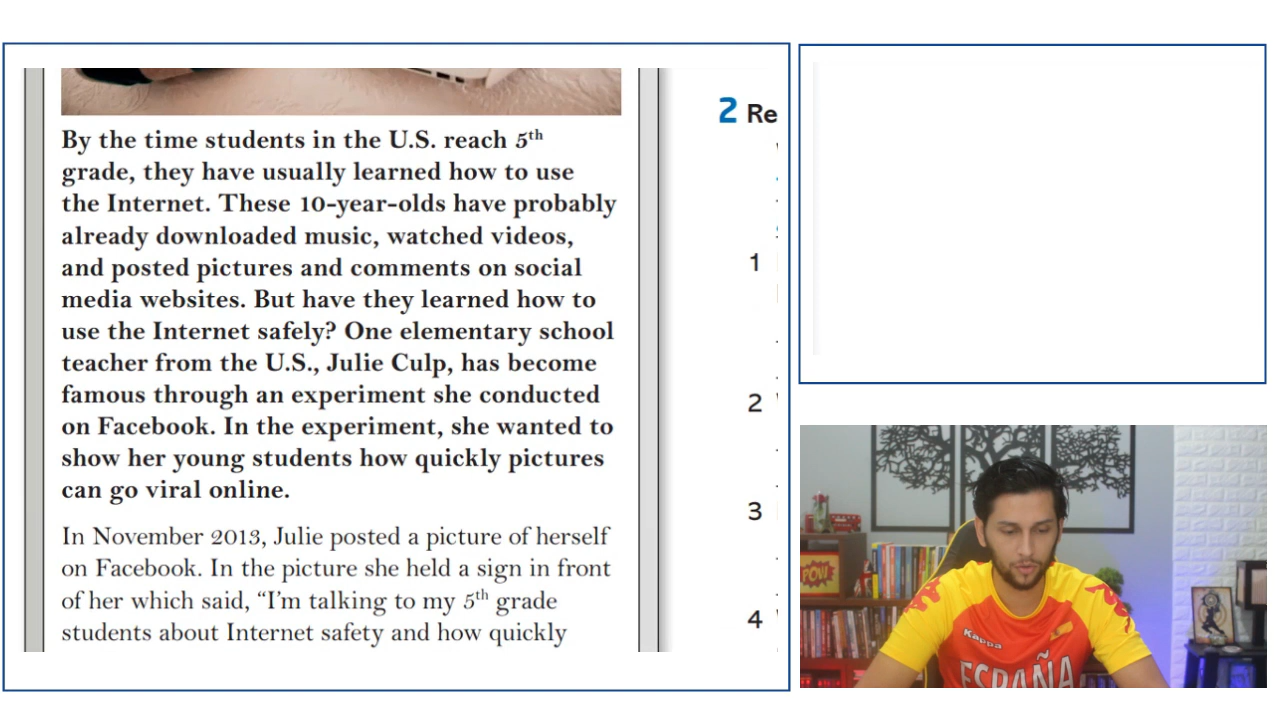 By the time students in the U.S. reach 5th
grade, they have usually learned how to use
the Internet. These 10-year-olds have probably
already downloaded music, watched videos,
and posted pictures and comments on social
media websites. But have they learned how to
use the Internet safely? One elementary school
teacher from the U.S., Julie Culp, has become
famous through an experiment she conducted
on Facebook. In the experiment, she wanted to
show her young students how quickly pictures
can go viral online.
In November 2013, Julie posted a picture of herself
on Facebook. In the picture she held a sign in front
of her which said, “I’m talking to my 5th grade
students about Internet safety and how quickly
2 Re
1
2
3
4
POW!
Kappa
ESPAÑA